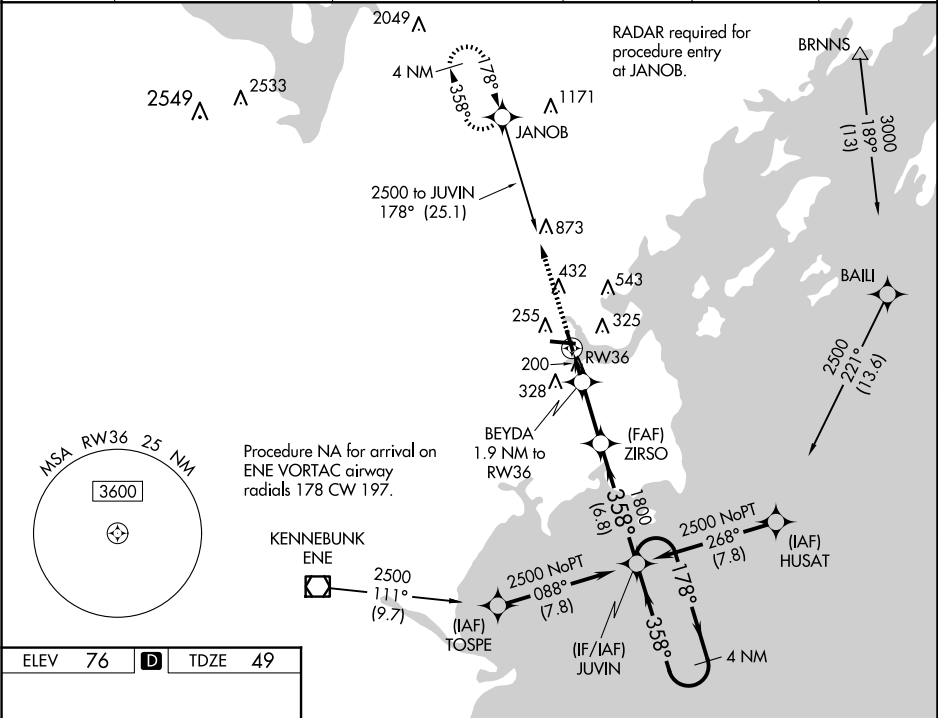 2049
RADAR required for
procedure entry
at JANOB.
BRNNS
4 NM
178°
358°
2549
2533
1171
JANOB
3000
189°
(13)
2500 to JUVIN
178° (25.1)
873
432
543
BAILI
255
325
RW36
200
328
2500
221°
(13.6)
BEYDA
1.9 NM to
RW36
(FAF)
ZIRSO
MSA RW36 25 NM
3600
Procedure NA for arrival on
ENE VORTAC airway
radials 178 CW 197.
1800
358°
(6.8)
2500 NoPT
268°
(7.8)
(IAF)
HUSAT
KENNEBUNK
ENE
2500
111°
(9.7)
2500 NoPT
088°
(7.8)
178°
358°
(IAF)
TOSPE
(IF/IAF)
JUVIN
4 NM
ELEV 76 D TDZE 49